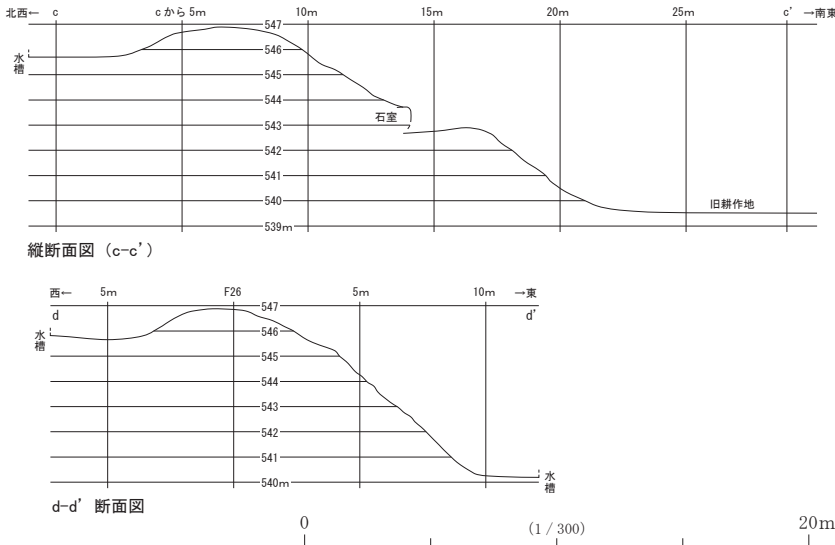 北西← c cから5m 10m 15m 20m 25m c' →南東
547
水槽
546
545
544
石室
543
542
541
540
旧耕作地
539m
縦断面図（c-c'）
西← 5m F26 5m 10m →東
d 547 d'
水槽
546
545
544
543
542
541
540m
水槽
d-d' 断面図
0 (1 / 300) 20m